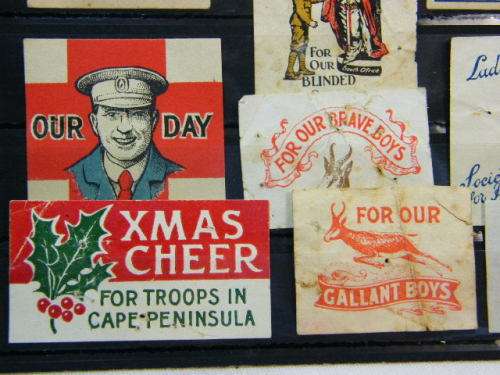 FOR
OUR
BLINDED
OUR DAY
FOR OUR BRAVE BOYS
XMAS
CHEER
FOR TROOPS IN
CAPE PENINSULA
FOR OUR
GALLANT BOYS